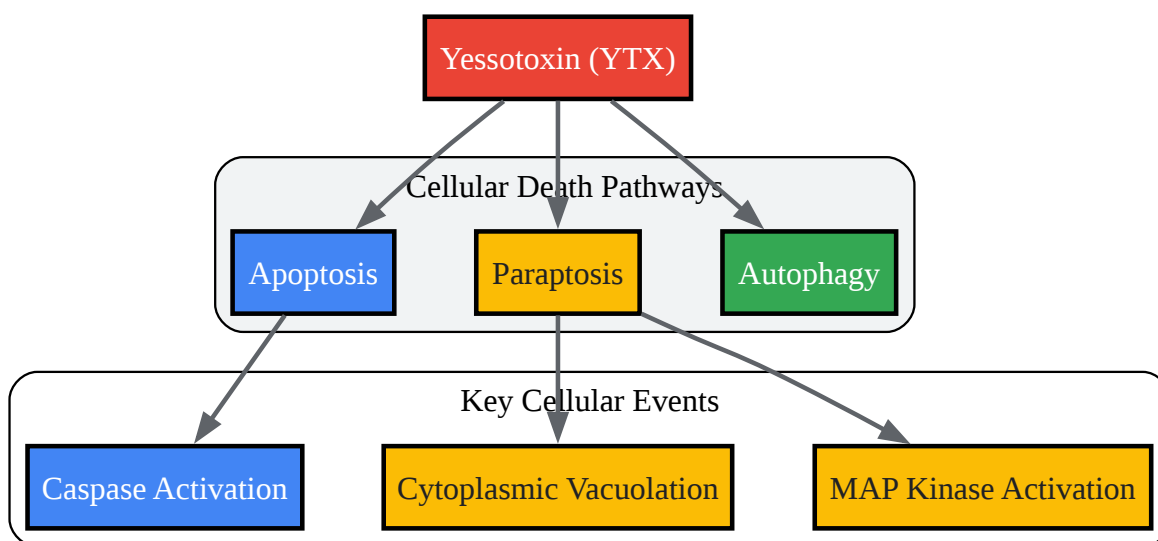 Yessotoxin (YTX)
Cellular Death Pathways
Apoptosis
Paraptosis
Autophagy
Key Cellular Events
Caspase Activation
Cytoplasmic Vacuolation
MAP Kinase Activation